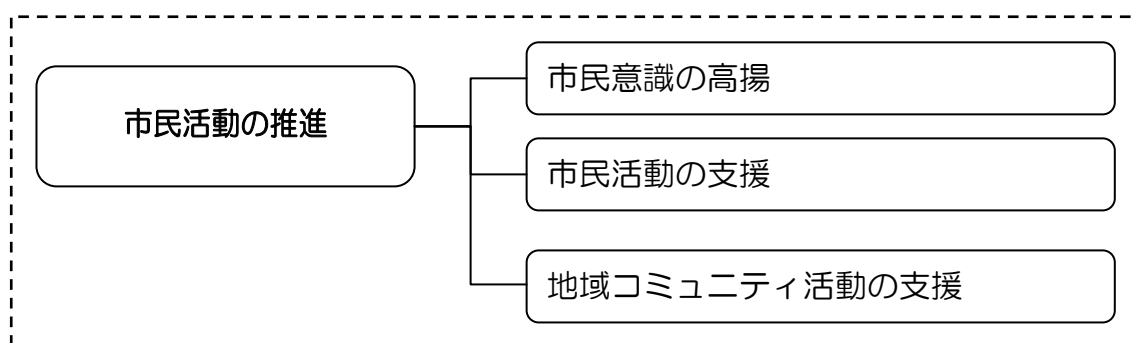 市民活動の推進
市民意識の高揚
市民活動の支援
地域コミュニティ活動の支援